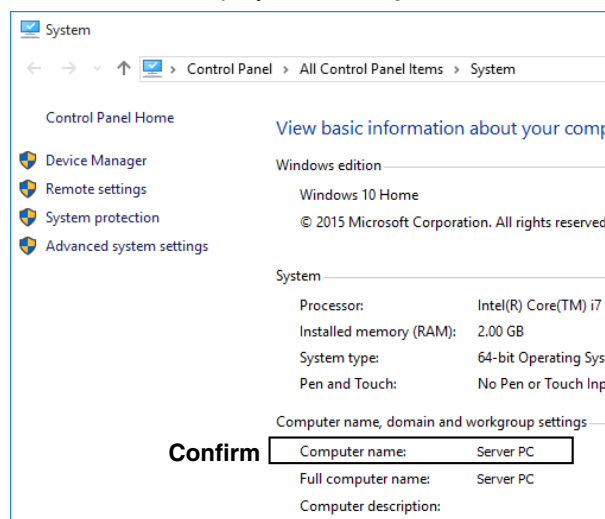 System
Control Panel > All Control Panel Items > System
Control Panel Home
Device Manager
Remote settings
System protection
Advanced system settings
View basic information about your comp
Windows edition
Windows 10 Home
© 2015 Microsoft Corporation. All rights reserved
System
Processor: Intel(R) Core(TM) i7
Installed memory (RAM): 2.00 GB
System type: 64-bit Operating Sys
Pen and Touch: No Pen or Touch Inp
Computer name, domain and workgroup settings
Confirm Computer name: Server PC
Full computer name: Server PC
Computer description: